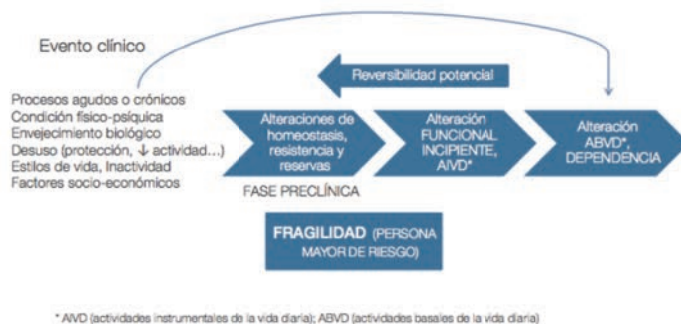 Evento clínico
Reversibilidad potencial
Procesos agudos o crónicos
Condición físico-psíquica
Envejecimiento biológico
Desuso (protección, ↓ actividad...)
Estilos de vida, Inactividad
Factores socio-económicos
Alteraciones de
homeostasis,
resistencia y
reservas
FASE PRECLÍNICA
Alteración
FUNCIONAL
INCIPIENTE,
AIVD*
Alteración
ABVD*,
DEPENDENCIA
FRAGILIDAD (PERSONA
MAYOR DE RIESGO)
* AIVD (actividades instrumentales de la vida diaria); ABVD (actividades basales de la vida diaria)